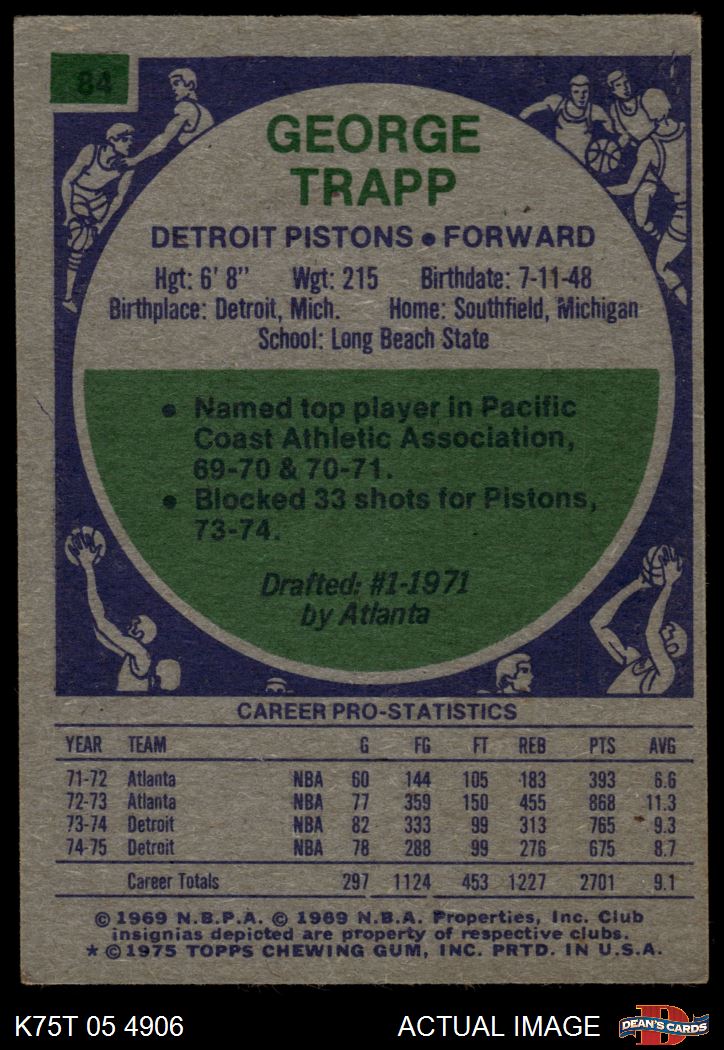 84
GEORGE
TRAPP
DETROIT PISTONS • FORWARD
Hgt: 6' 8" Wgt: 215 Birthdate: 7-11-48
Birthplace: Detroit, Mich. Home: Southfield, Michigan
School: Long Beach State
• Named top player in Pacific
Coast Athletic Association,
69-70 & 70-71.
• Blocked 33 shots for Pistons,
73-74.
Drafted: #1-1971
by Atlanta
CAREER PRO-STATISTICS
YEAR TEAM G FG FT REB PTS AVG
71-72 Atlanta NBA 60 144 105 183 393 6.6
72-73 Atlanta NBA 77 359 150 455 868 11.3
73-74 Detroit NBA 82 333 99 313 765 9.3
74-75 Detroit NBA 78 288 99 276 675 8.7
Career Totals 297 1124 453 1227 2701 9.1
© 1969 N.B.P.A. © 1969 N.B.A. Properties, Inc. Club
insignias depicted are property of respective clubs.
* © 1975 TOPPS CHEWING GUM, INC. PRTD. IN U.S.A.
K75T 05 4906 ACTUAL IMAGE DEAN'S CARDS